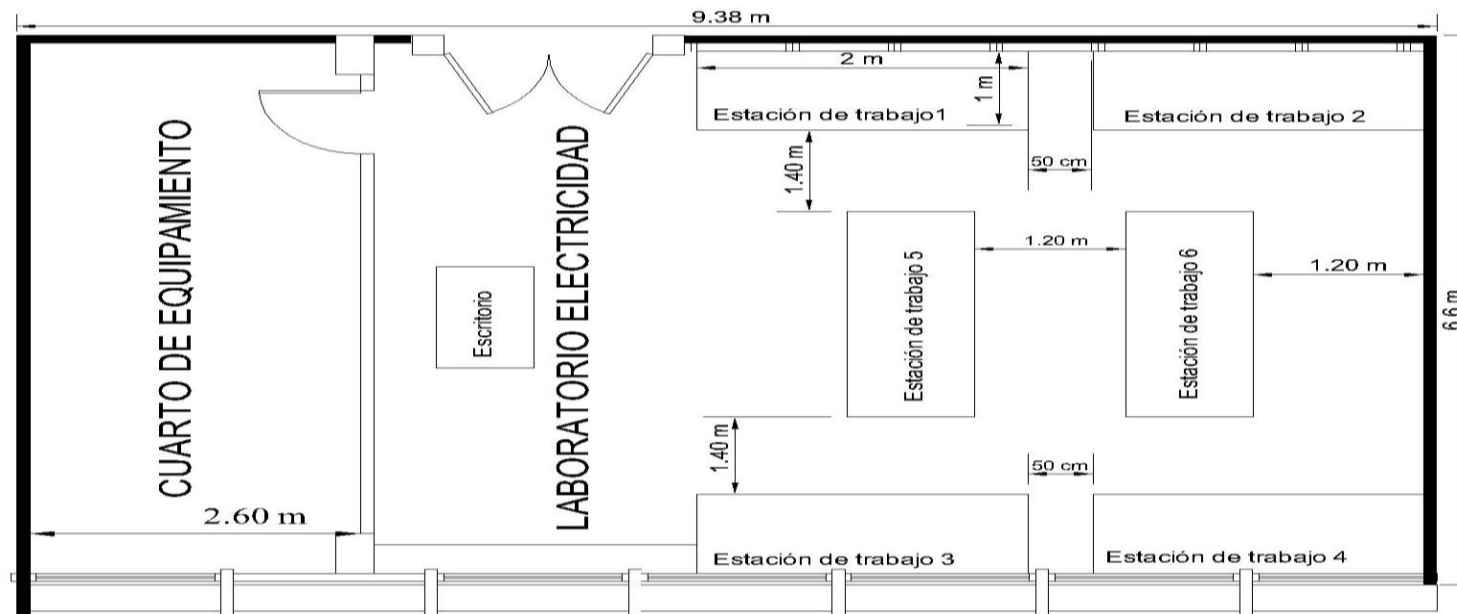 9.38 m
2 m
1 m
Estación de trabajo1
Estación de trabajo 2
CUARTO DE EQUIPAMIENTO
LABORATORIO ELECTRICIDAD
1.40 m
50 cm
Escritorio
Estación de trabajo 5
1.20 m
Estación de trabajo 6
1.20 m
6.6 m
1.40 m
50 cm
2.60 m
Estación de trabajo 3
Estación de trabajo 4